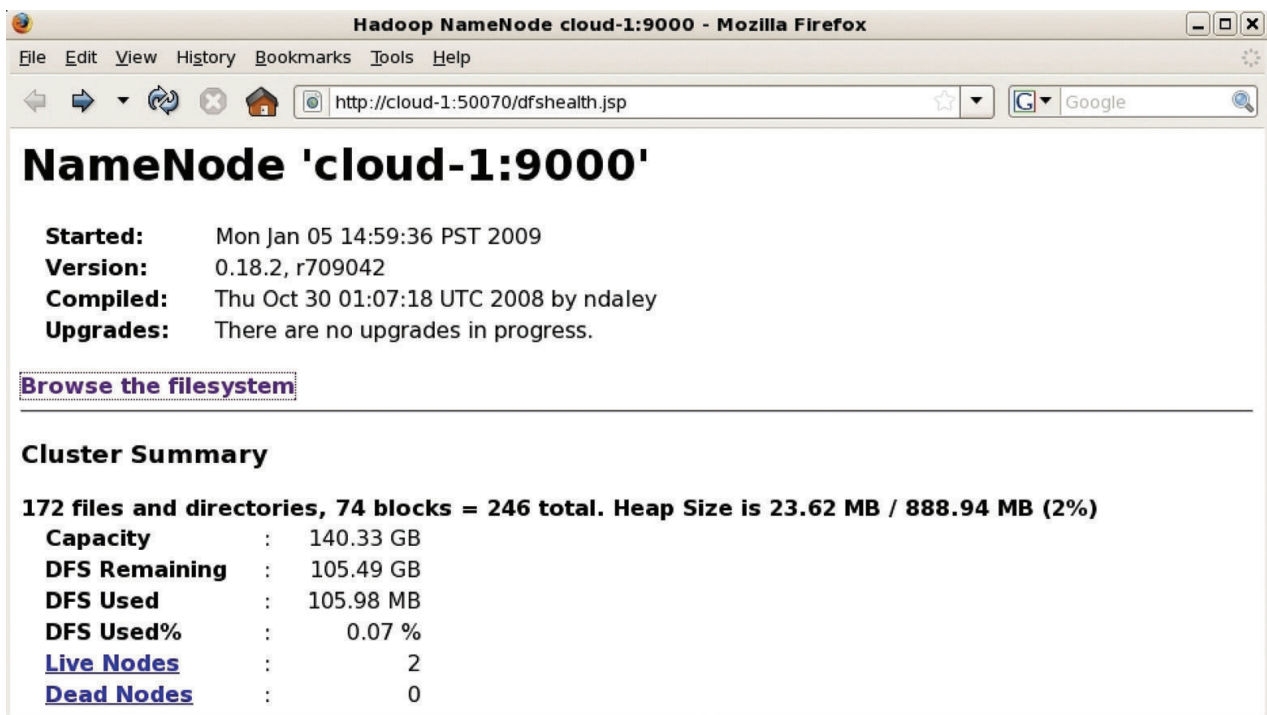 Hadoop NameNode cloud-1:9000 - Mozilla Firefox
File Edit View History Bookmarks Tools Help
http://cloud-1:50070/dfshealth.jsp G Google
NameNode 'cloud-1:9000'
Started: Mon Jan 05 14:59:36 PST 2009
Version: 0.18.2, r709042
Compiled: Thu Oct 30 01:07:18 UTC 2008 by ndaley
Upgrades: There are no upgrades in progress.
Browse the filesystem
Cluster Summary
172 files and directories, 74 blocks = 246 total. Heap Size is 23.62 MB / 888.94 MB (2%)
Capacity : 140.33 GB
DFS Remaining : 105.49 GB
DFS Used : 105.98 MB
DFS Used% : 0.07 %
Live Nodes : 2
Dead Nodes : 0